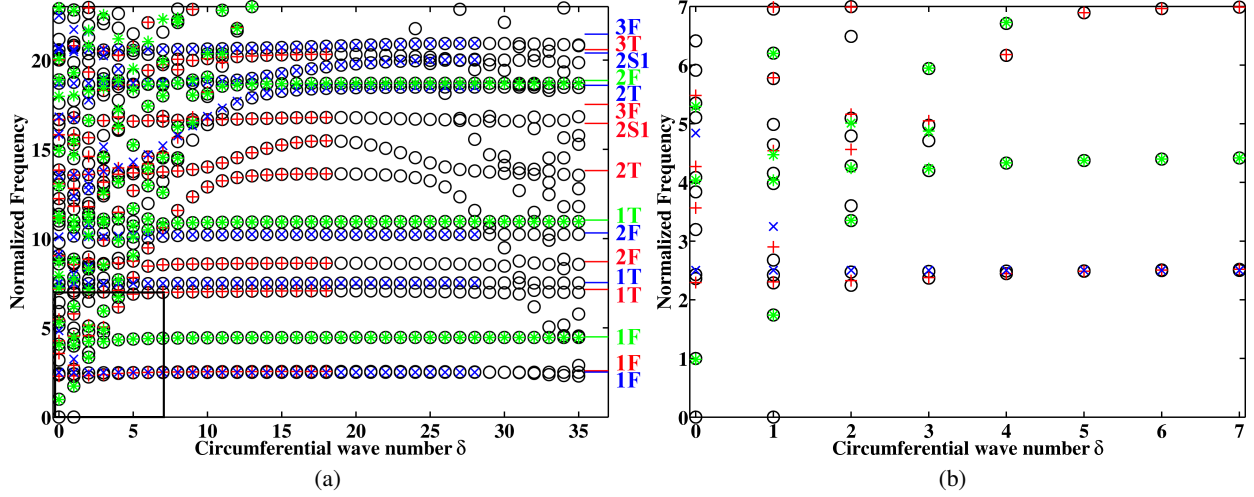 Normalized Frequency
20
15
10
5
0
0 5 10 15 20 25 30 35
Circumferential wave number δ
3F
3T
2S1
2F
2T
3F
2S1
2T
1T
2F
2F
1T
1T
1F
1F
1F
(a)
Normalized Frequency
7
6
5
4
3
2
1
0
0 1 2 3 4 5 6 7
Circumferential wave number δ
(b)